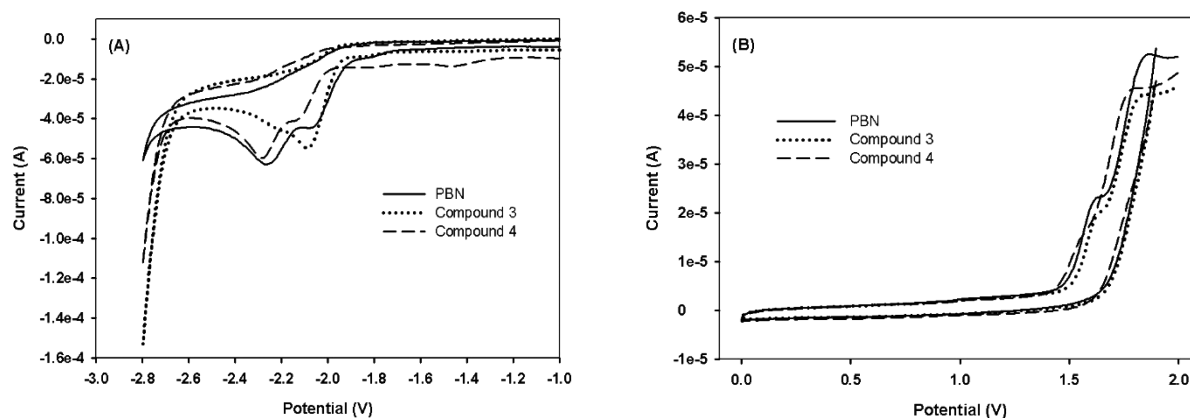 (A)
0.0
-2.0e-5
-4.0e-5
-6.0e-5
-8.0e-5
-1.0e-4
-1.2e-4
-1.4e-4
-1.6e-4
Current (A)
PBN
Compound 3
Compound 4
-3.0 -2.8 -2.6 -2.4 -2.2 -2.0 -1.8 -1.6 -1.4 -1.2 -1.0
Potential (V)
(B)
6e-5
5e-5
4e-5
3e-5
2e-5
1e-5
0
-1e-5
Current (A)
PBN
Compound 3
Compound 4
0.0 0.5 1.0 1.5 2.0
Potential (V)